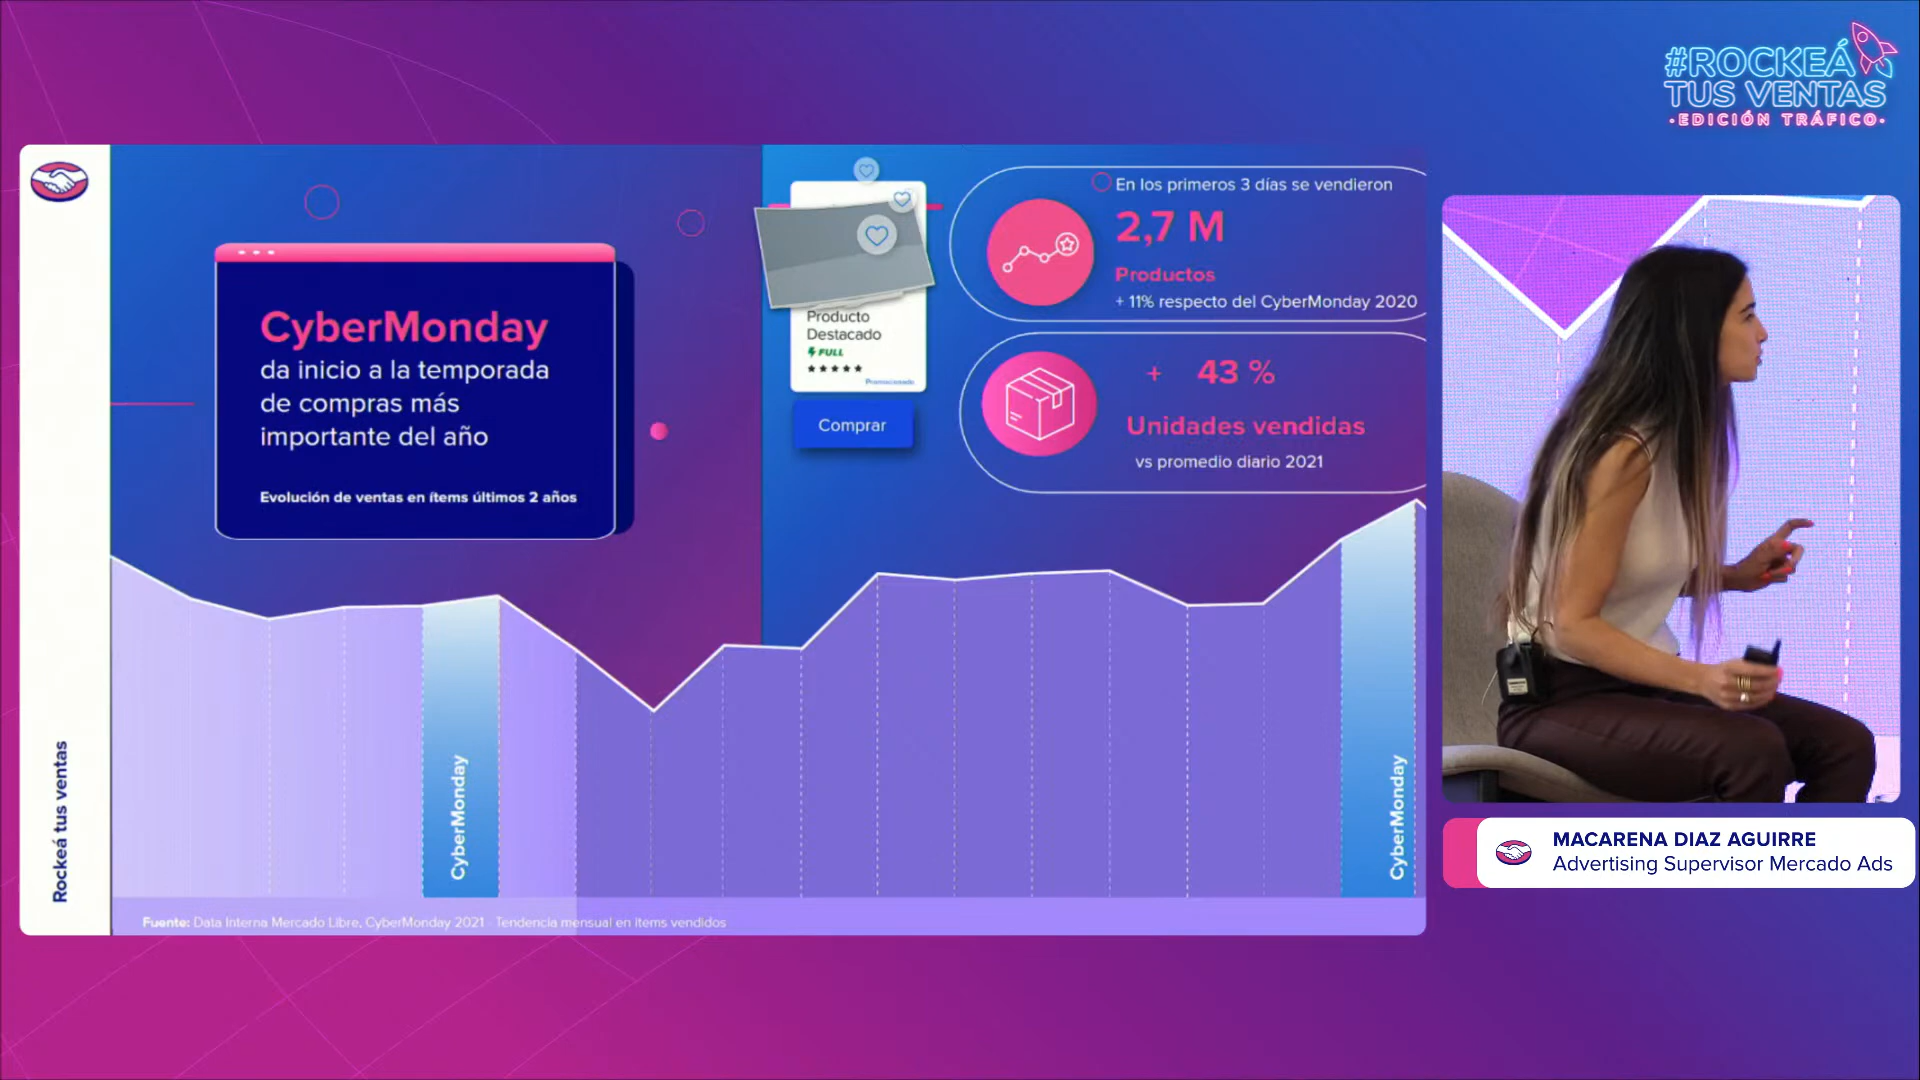 #ROCKEÁ
TUS VENTAS
•EDICIÓN TRÁFICO•
CyberMonday
da inicio a la temporada
de compras más
importante del año
Evolución de ventas en ítems últimos 2 años
Producto
Destacado
FULL
Promocionado
Comprar
En los primeros 3 días se vendieron
2,7 M
Productos
+ 11% respecto del CyberMonday 2020
+ 43 %
Unidades vendidas
vs promedio diario 2021
Rockeá tus ventas
CyberMonday
CyberMonday
Fuente: Data Interna Mercado Libre, CyberMonday 2021 - Tendencia mensual en ítems vendidos
MACARENA DIAZ AGUIRRE
Advertising Supervisor Mercado Ads